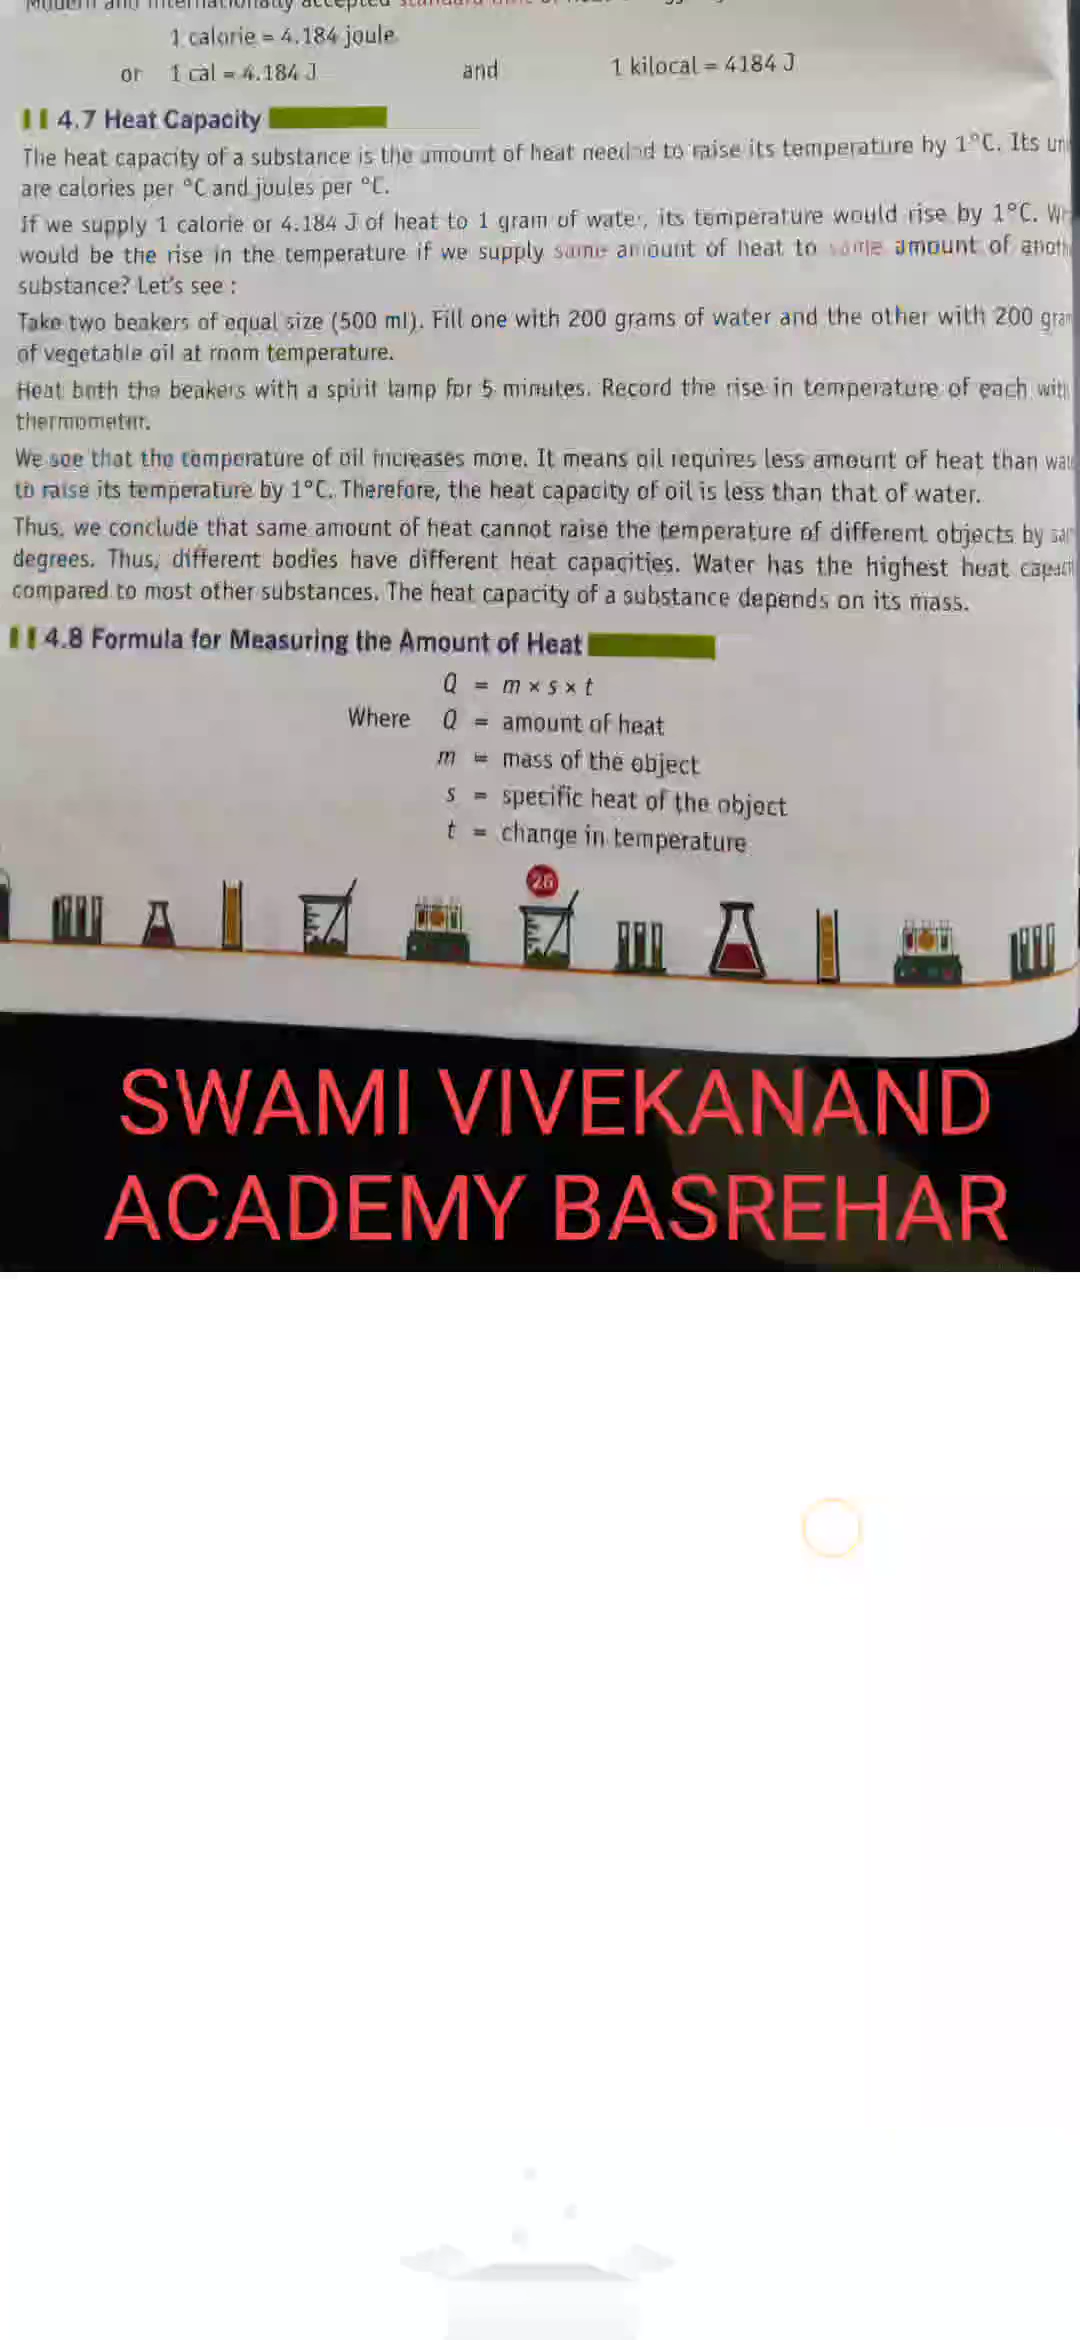 Modern and internationally accepted standard unit of heat
1 calorie = 4.184 joule
or 1 cal = 4.184 J and 1 kilocal = 4184 J
4.7 Heat Capacity
The heat capacity of a substance is the amount of heat needed to raise its temperature by 1°C. Its
are calories per °C and joules per °C.
If we supply 1 calorie or 4.184 J of heat to 1 gram of water, its temperature would rise by 1°C.
would be the rise in the temperature if we supply same amount of heat to same amount of
substance? Let's see :
Take two beakers of equal size (500 ml). Fill one with 200 grams of water and the other with 200
of vegetable oil at room temperature.
Heat both the beakers with a spirit lamp for 5 minutes. Record the rise in temperature of each
thermometer.
We see that the temperature of oil increases more. It means oil requires less amount of heat than
to raise its temperature by 1°C. Therefore, the heat capacity of oil is less than that of water.
Thus, we conclude that same amount of heat cannot raise the temperature of different objects by
degrees. Thus, different bodies have different heat capacities. Water has the highest heat
compared to most other substances. The heat capacity of a substance depends on its mass.
4.8 Formula for Measuring the Amount of Heat
Q = m × s × t
Where Q = amount of heat
m = mass of the object
s = specific heat of the object
t = change in temperature
26
SWAMI VIVEKANAND
ACADEMY BASREHAR